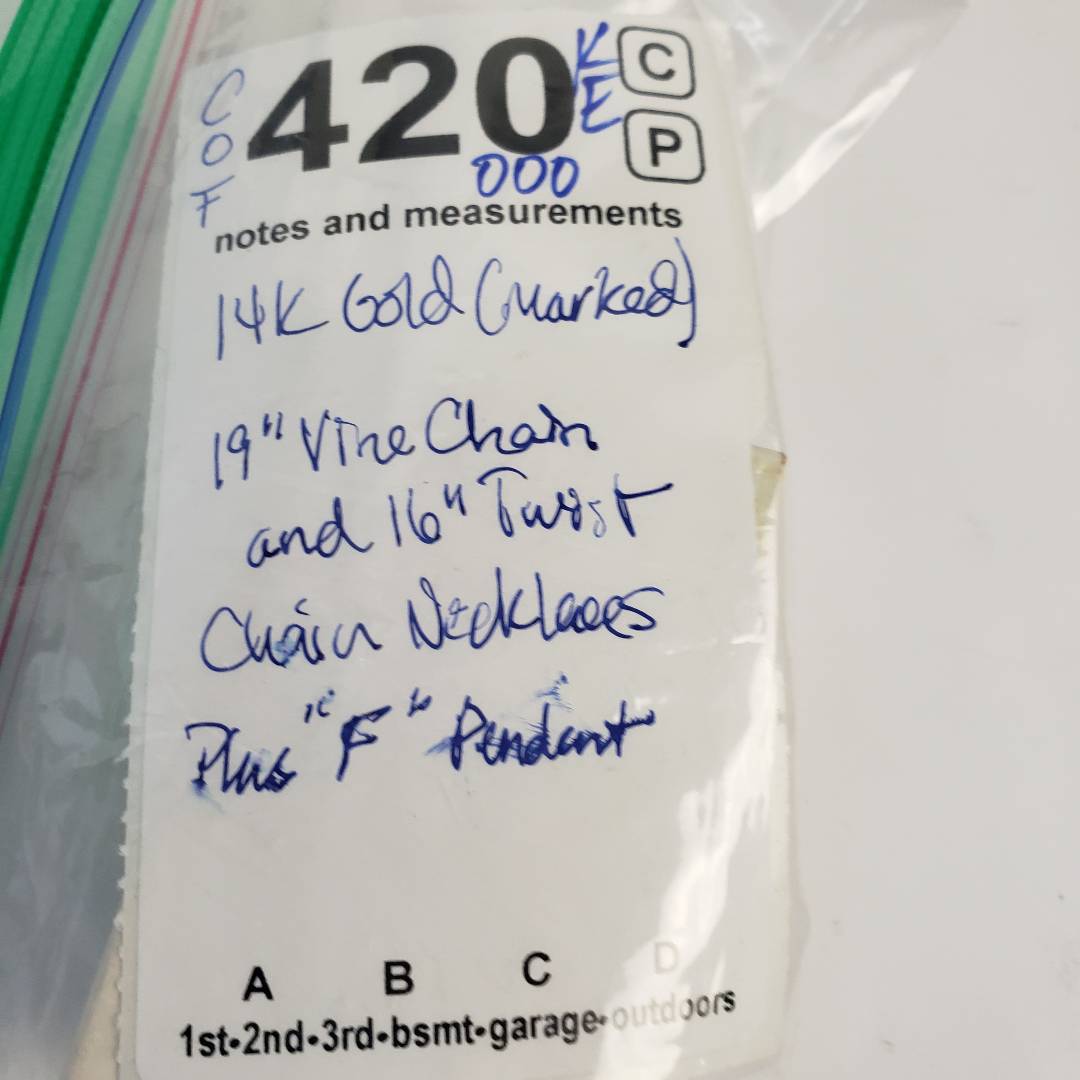 COF 420 KE C
P
000
notes and measurements
14K Gold (marked)
19" Vine Chain
and 16" Twist
Chain Necklaces
Plus "F" Pendant
A B C D
1st•2nd•3rd•bsmt•garage•outdoors